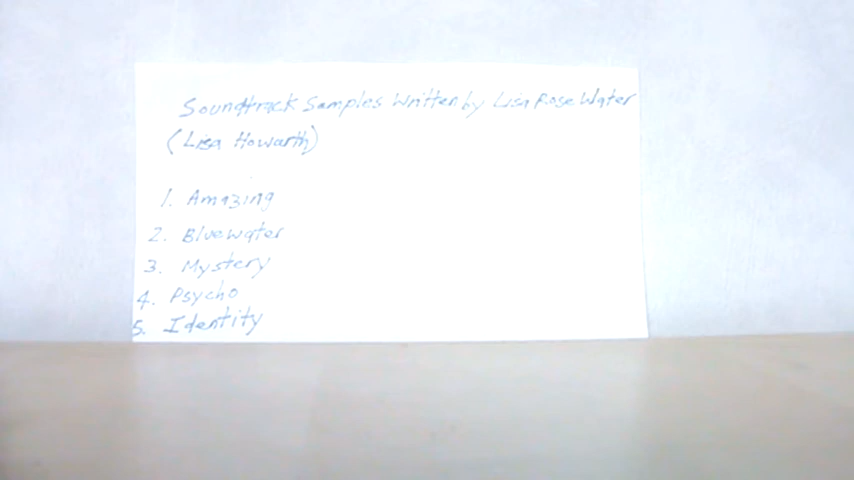 Soundtrack Samples Written by Lisa Rose Water
(Lisa Howarth)
1. Amazing
2. Bluewater
3. Mystery
4. Psycho
5. Identity